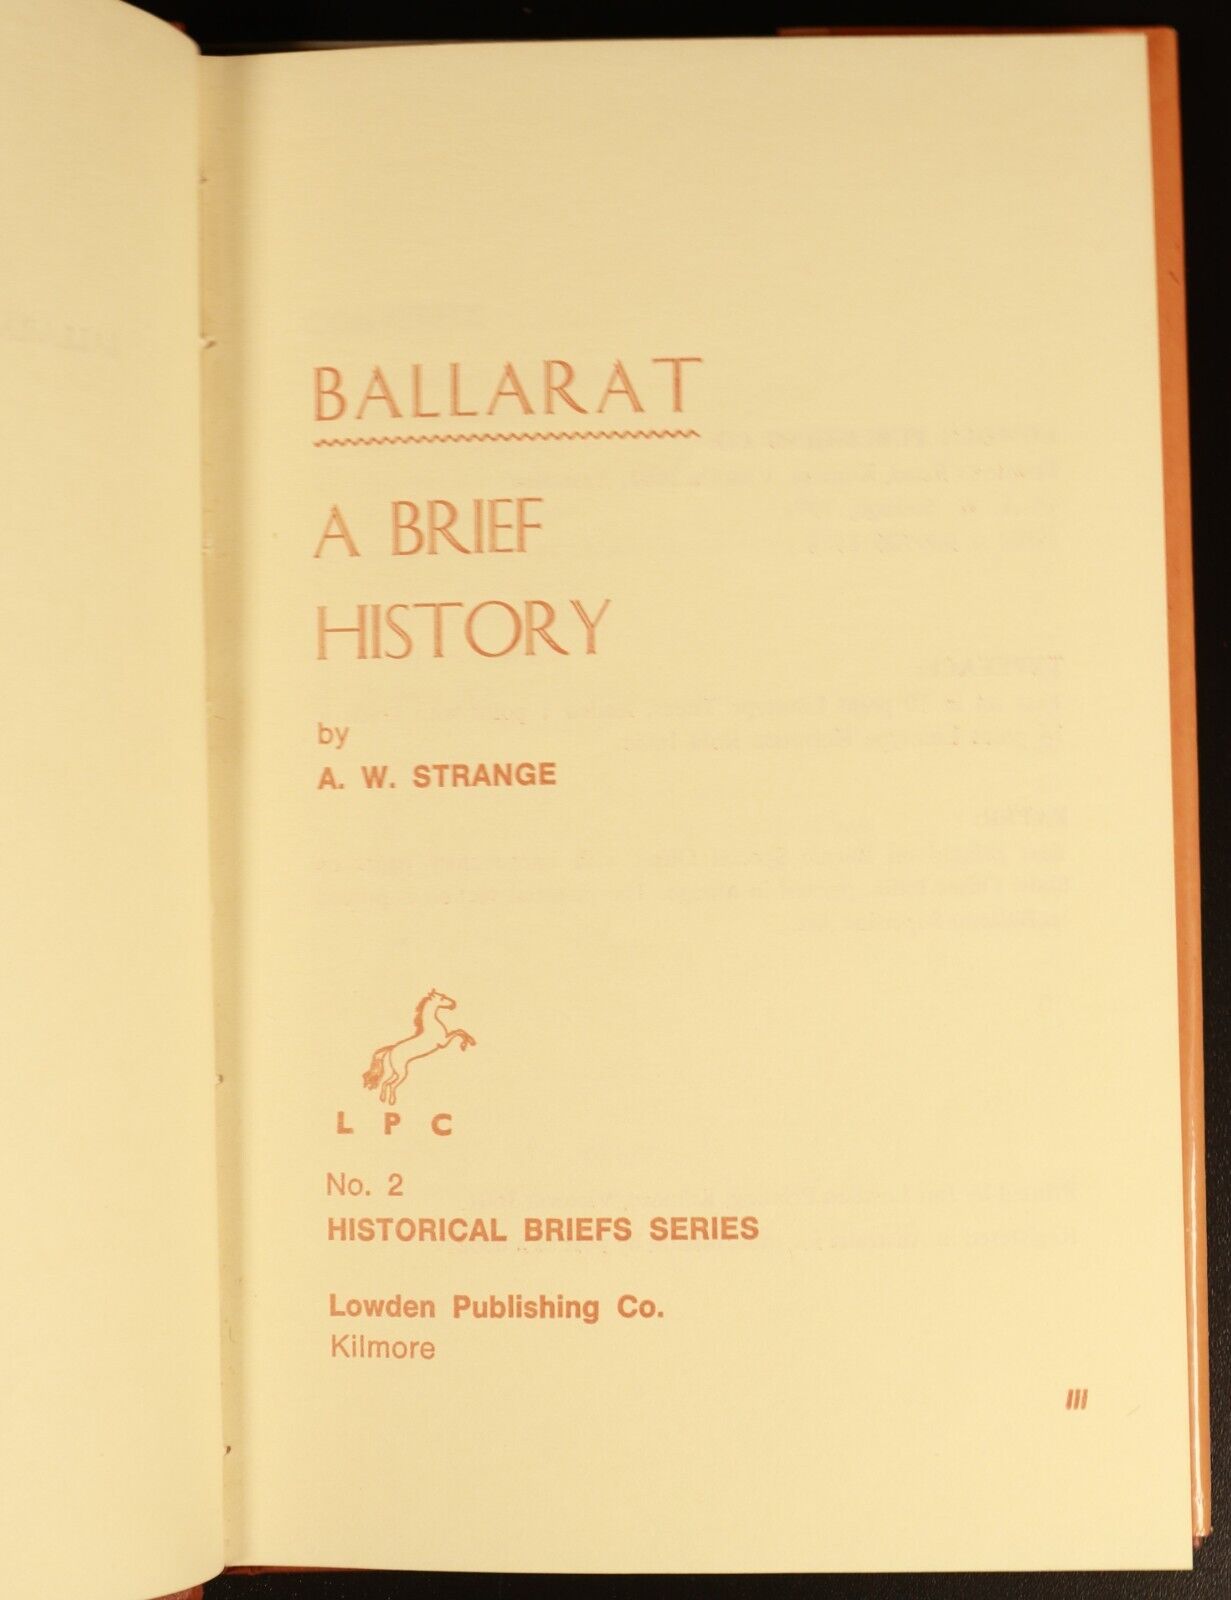 BALLARAT
A BRIEF
HISTORY
by
A. W. STRANGE
L P C
No. 2
HISTORICAL BRIEFS SERIES
Lowden Publishing Co.
Kilmore
III